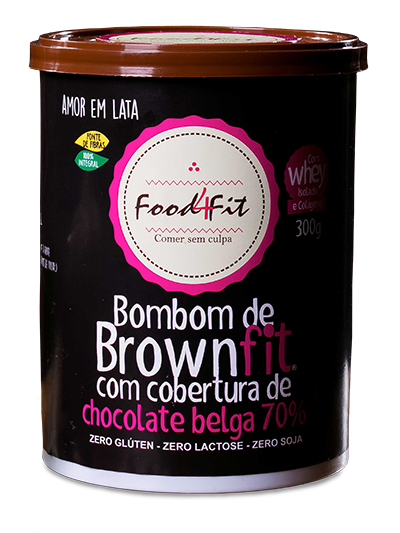 AMOR EM LATA
FONTE
DE FIBRAS
100%
INTEGRAL
Food4Fit
Comer sem culpa
Com
whey
Isolado
e Colágeno
300g
Bombom de
Brownfit®
com cobertura de
chocolate belga 70%
ZERO GLÚTEN - ZERO LACTOSE - ZERO SOJA